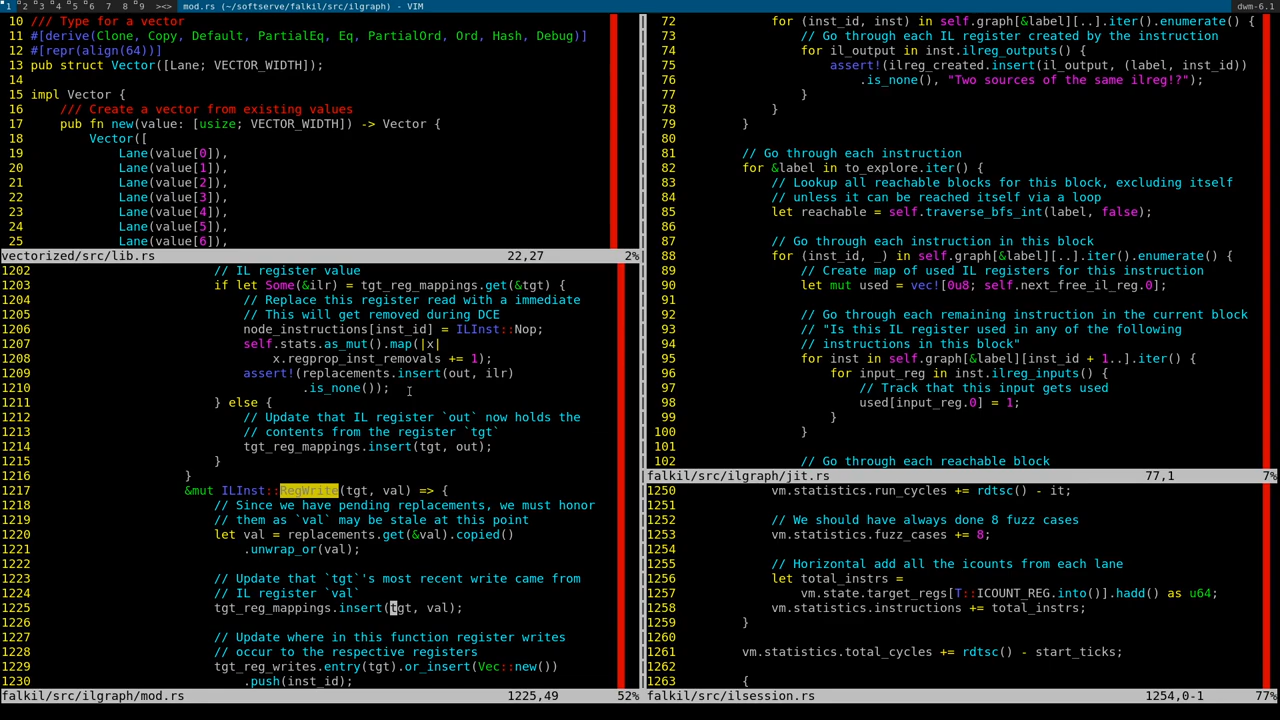 1 2 3 4 5 6 7 8 9 ><> mod.rs (~/softserve/falkil/src/ilgraph) - VIM dwm-6.1
10 /// Type for a vector
11 #[derive(Clone, Copy, Default, PartialEq, Eq, PartialOrd, Ord, Hash, Debug)]
12 #[repr(align(64))]
13 pub struct Vector([Lane; VECTOR_WIDTH]);
14
15 impl Vector {
16     /// Create a vector from existing values
17     pub fn new(value: [usize; VECTOR_WIDTH]) -> Vector {
18         Vector([
19             Lane(value[0]),
20             Lane(value[1]),
21             Lane(value[2]),
22             Lane(value[3]),
23             Lane(value[4]),
24             Lane(value[5]),
25             Lane(value[6]),
vectorized/src/lib.rs 22,27 2%
1202 // IL register value
1203 if let Some(&ilr) = tgt_reg_mappings.get(&tgt) {
1204     // Replace this register read with a immediate
1205     // This will get removed during DCE
1206     node_instructions[inst_id] = ILInst::Nop;
1207     self.stats.as_mut().map(|x|
1208         x.regprop_inst_removals += 1);
1209     assert!(replacements.insert(out, ilr)
1210             .is_none());
1211 } else {
1212     // Update that IL register `out` now holds the
1213     // contents from the register `tgt`
1214     tgt_reg_mappings.insert(tgt, out);
1215 }
1216 }
1217 &mut ILInst::RegWrite(tgt, val) => {
1218     // Since we have pending replacements, we must honor
1219     // them as `val` may be stale at this point
1220     let val = replacements.get(&val).copied()
1221         .unwrap_or(val);
1222
1223     // Update that `tgt`'s most recent write came from
1224     // IL register `val`
1225     tgt_reg_mappings.insert(tgt, val);
1226
1227     // Update where in this function register writes
1228     // occur to the respective registers
1229     tgt_reg_writes.entry(tgt).or_insert(Vec::new())
1230         .push(inst_id);
falkil/src/ilgraph/mod.rs 1225,49 52%
72 for (inst_id, inst) in self.graph[&label][..].iter().enumerate() {
73     // Go through each IL register created by the instruction
74     for il_output in inst.ilreg_outputs() {
75         assert!(ilreg_created.insert(il_output, (label, inst_id))
76             .is_none(), "Two sources of the same ilreg!?");
77     }
78 }
79 }
80
81 // Go through each instruction
82 for &label in to_explore.iter() {
83     // Lookup all reachable blocks for this block, excluding itself
84     // unless it can be reached itself via a loop
85     let reachable = self.traverse_bfs_int(label, false);
86
87     // Go through each instruction in this block
88     for (inst_id, _) in self.graph[&label][..].iter().enumerate() {
89         // Create map of used IL registers for this instruction
90         let mut used = vec![0u8; self.next_free_il_reg.0];
91
92         // Go through each remaining instruction in the current block
93         // "Is this IL register used in any of the following
94         // instructions in this block"
95         for inst in self.graph[&label][inst_id + 1..].iter() {
96             for input_reg in inst.ilreg_inputs() {
97                 // Track that this input gets used
98                 used[input_reg.0] = 1;
99             }
100         }
101
102         // Go through each reachable block
falkil/src/ilgraph/jit.rs 77,1 7%
1250     vm.statistics.run_cycles += rdtsc() - it;
1251
1252     // We should have always done 8 fuzz cases
1253     vm.statistics.fuzz_cases += 8;
1254
1255     // Horizontal add all the icounts from each lane
1256     let total_instrs =
1257         vm.state.target_regs[T::ICOUNT_REG.into()].hadd() as u64;
1258     vm.statistics.instructions += total_instrs;
1259 }
1260
1261 vm.statistics.total_cycles += rdtsc() - start_ticks;
1262
1263 {
falkil/src/ilsession.rs 1254,0-1 77%